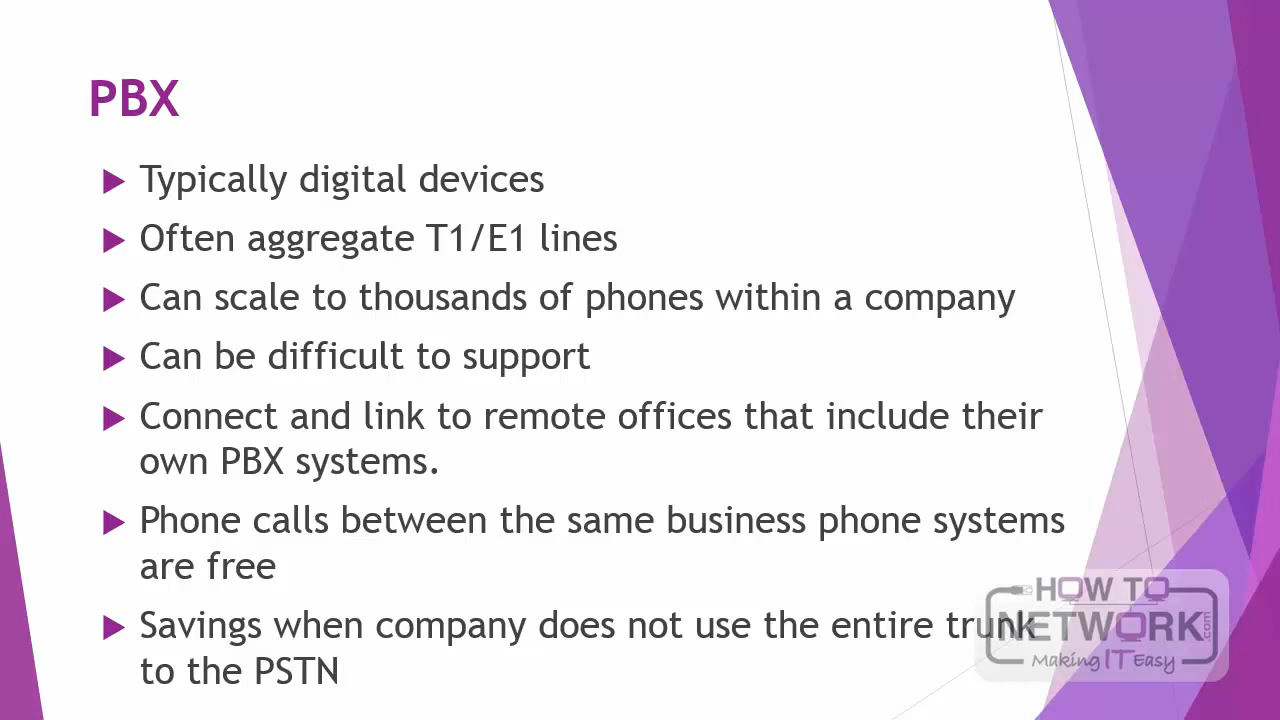 PBX
Typically digital devices
Often aggregate T1/E1 lines
Can scale to thousands of phones within a company
Can be difficult to support
Connect and link to remote offices that include their
own PBX systems.
Phone calls between the same business phone systems
are free
Savings when company does not use the entire trunk
to the PSTN
HOW TO
NETWORK.com
Making IT Easy